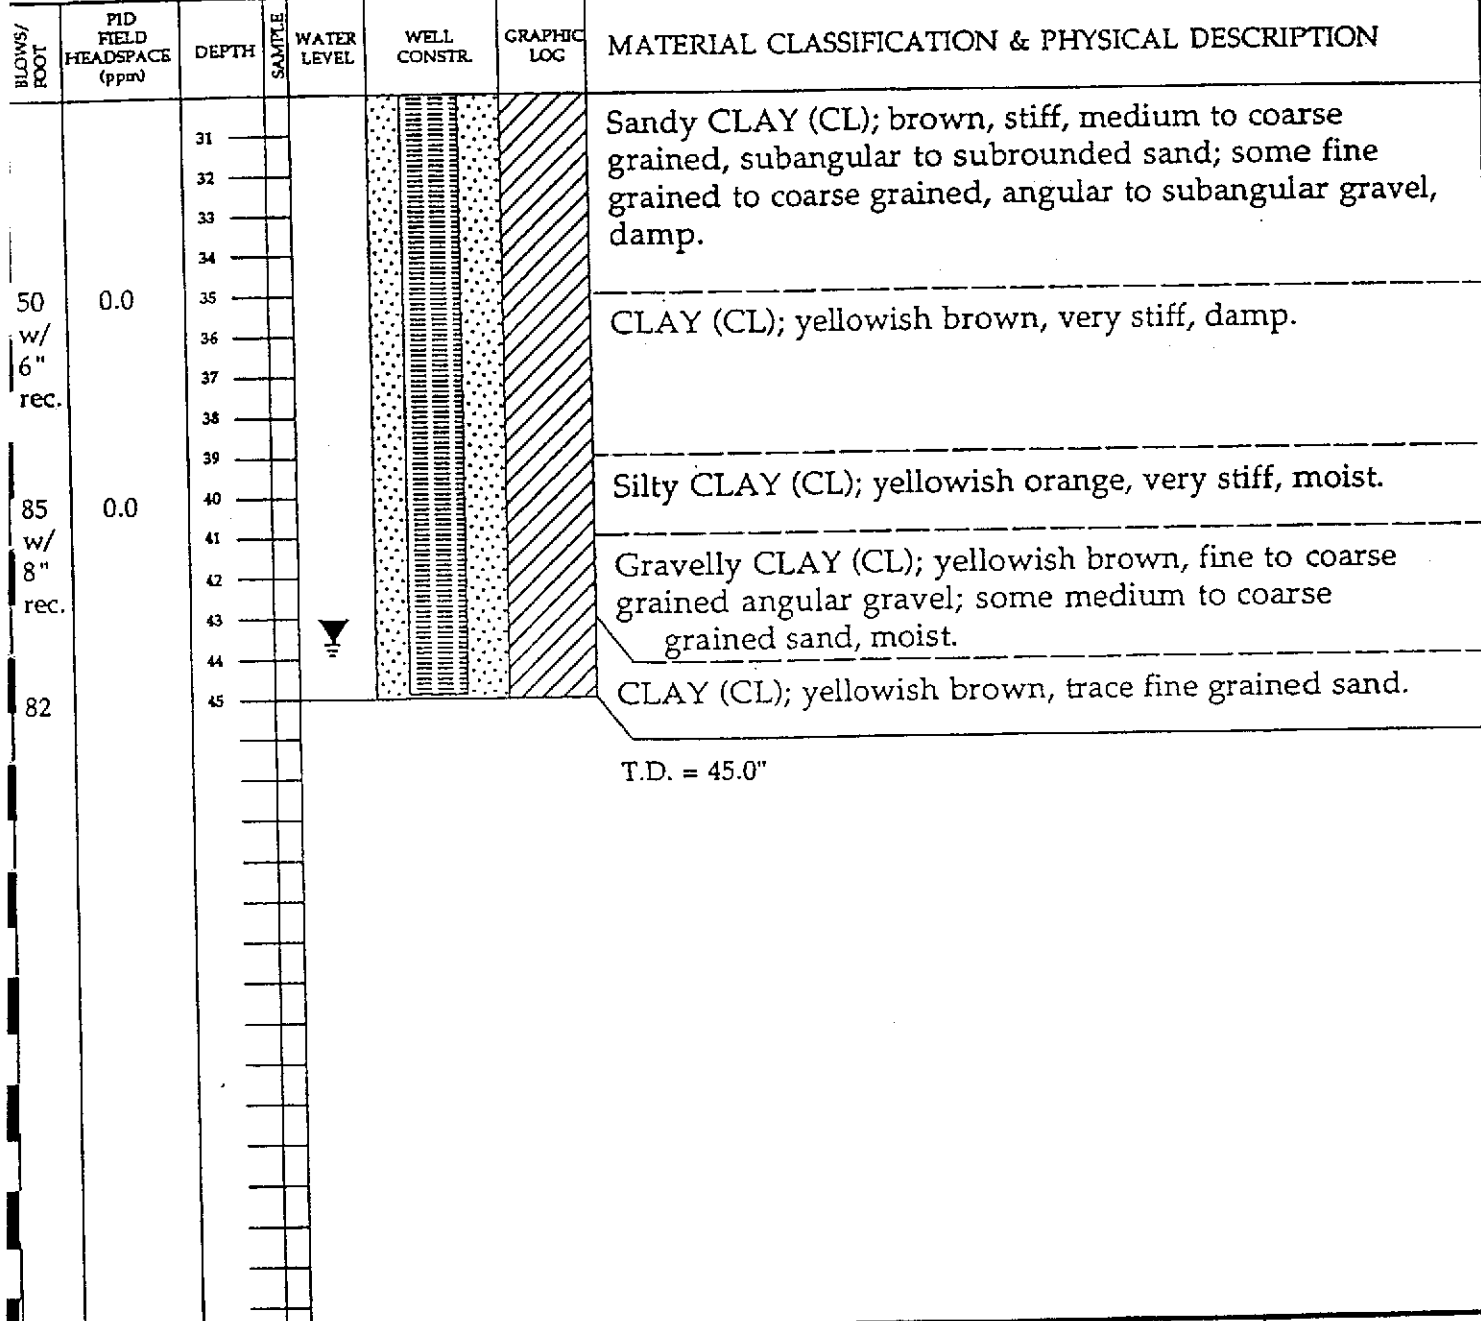 BLOWS/
FOOT
PID
FIELD
HEADSPACE
(ppm)
DEPTH
SAMPLE
WATER
LEVEL
WELL
CONSTR.
GRAPHIC
LOG
MATERIAL CLASSIFICATION & PHYSICAL DESCRIPTION
31
32
33
34
35
36
37
38
39
40
41
42
43
44
45
50
w/
6"
rec.
0.0
85
w/
8"
rec.
0.0
82
Sandy CLAY (CL); brown, stiff, medium to coarse
grained, subangular to subrounded sand; some fine
grained to coarse grained, angular to subangular gravel,
damp.
CLAY (CL); yellowish brown, very stiff, damp.
Silty CLAY (CL); yellowish orange, very stiff, moist.
Gravelly CLAY (CL); yellowish brown, fine to coarse
grained angular gravel; some medium to coarse
grained sand, moist.
CLAY (CL); yellowish brown, trace fine grained sand.
T.D. = 45.0"